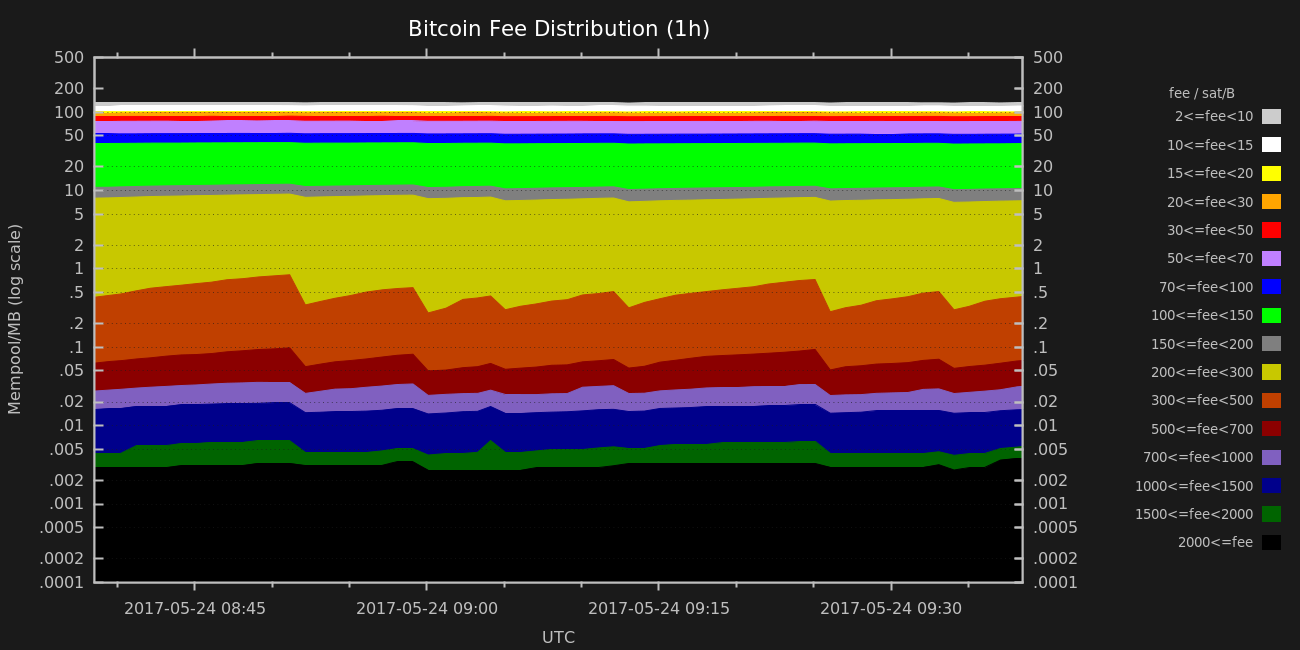 Bitcoin Fee Distribution (1h)
500
200
100
50
20
10
5
2
1
.5
.2
.1
.05
.02
.01
.005
.002
.001
.0005
.0002
.0001
Mempool/MB (log scale)
500
200
100
50
20
10
5
2
1
.5
.2
.1
.05
.02
.01
.005
.002
.001
.0005
.0002
.0001
2017-05-24 08:45
2017-05-24 09:00
2017-05-24 09:15
2017-05-24 09:30
UTC
fee / sat/B
2<=fee<10
10<=fee<15
15<=fee<20
20<=fee<30
30<=fee<50
50<=fee<70
70<=fee<100
100<=fee<150
150<=fee<200
200<=fee<300
300<=fee<500
500<=fee<700
700<=fee<1000
1000<=fee<1500
1500<=fee<2000
2000<=fee